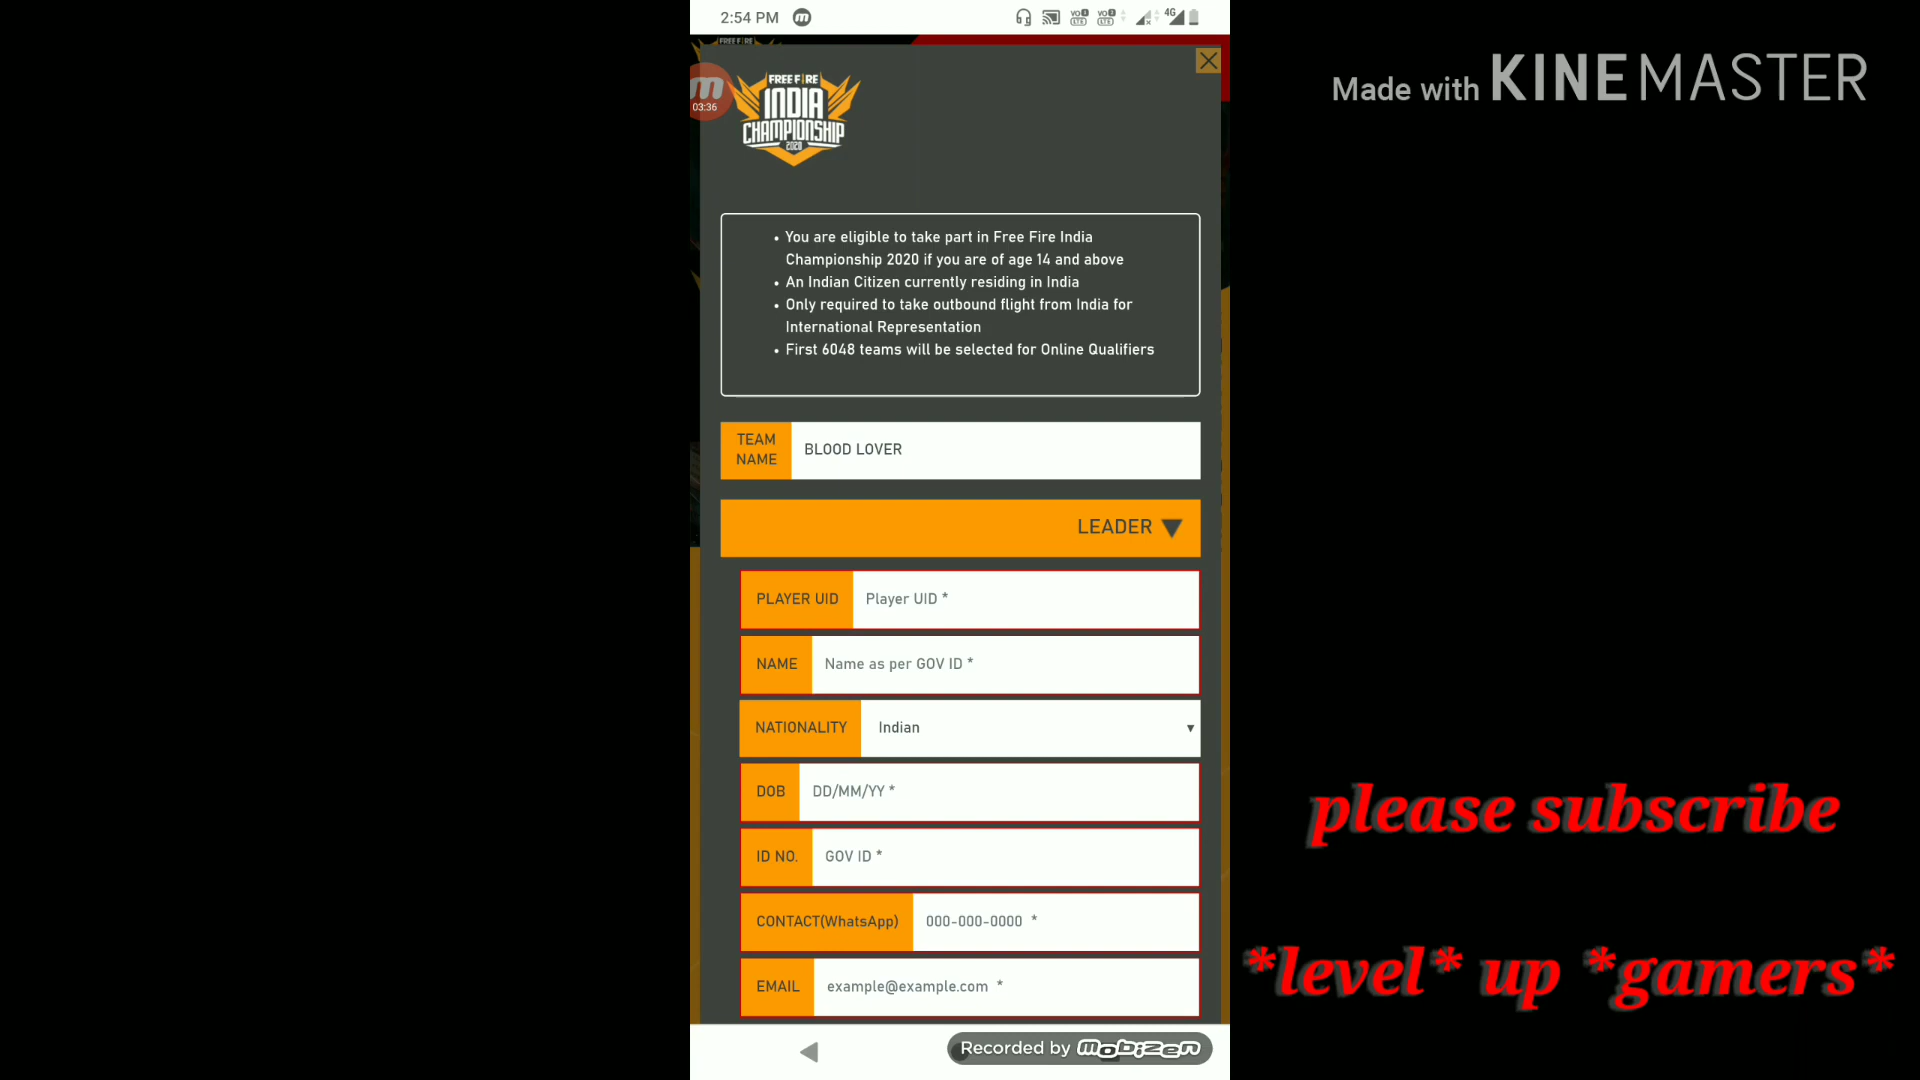 2:54 PM
4G
Made with KINEMASTER
FREE FIRE
03:36
FREE FIRE
INDIA
CHAMPIONSHIP
2020
• You are eligible to take part in Free Fire India
Championship 2020 if you are of age 14 and above
• An Indian Citizen currently residing in India
• Only required to take outbound flight from India for
International Representation
• First 6048 teams will be selected for Online Qualifiers
TEAM
NAME
BLOOD LOVER
LEADER
PLAYER UID Player UID *
NAME Name as per GOV ID *
NATIONALITY Indian
DOB DD/MM/YY *
ID NO. GOV ID *
CONTACT(WhatsApp) 000-000-0000 *
EMAIL example@example.com *
please subscribe
*level* up *gamers*
Recorded by mobizen